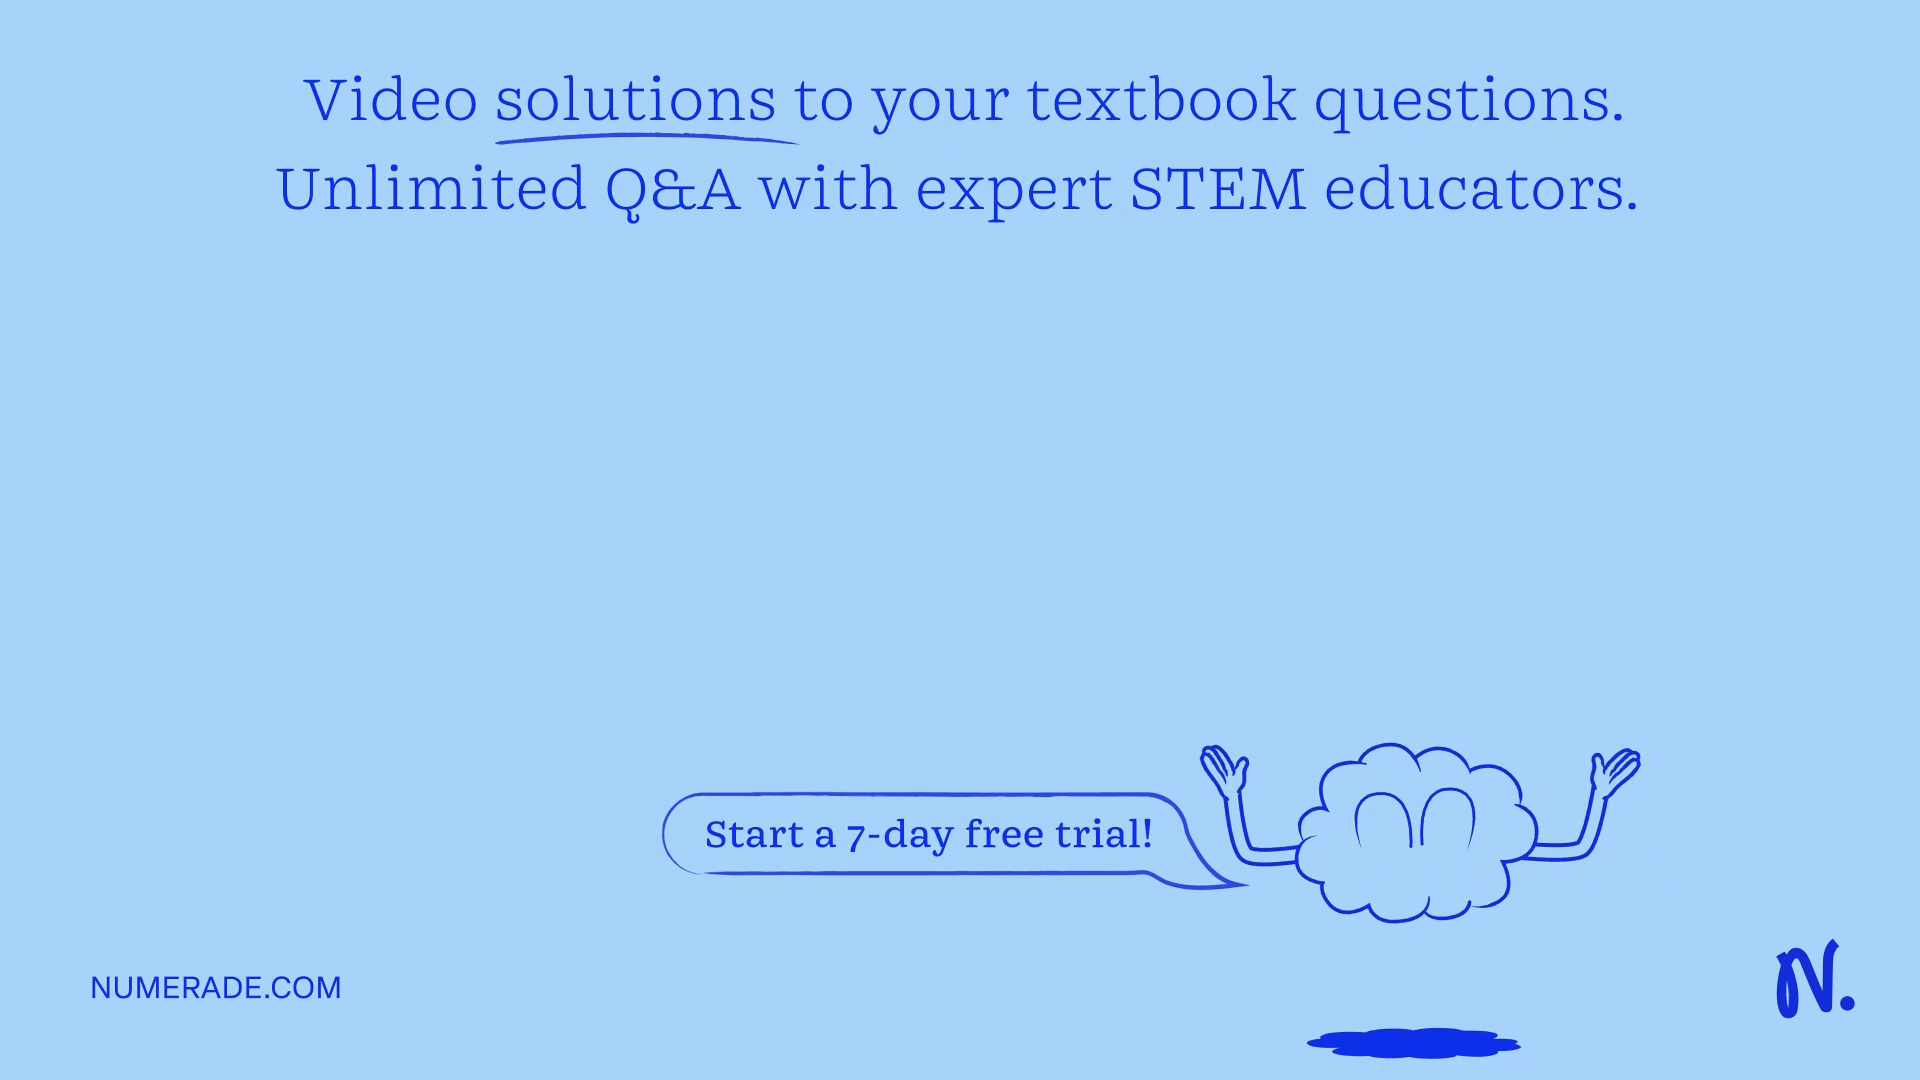 Video solutions to your textbook questions.
Unlimited Q&A with expert STEM educators.
Start a 7-day free trial!
NUMERADE.COM
N.